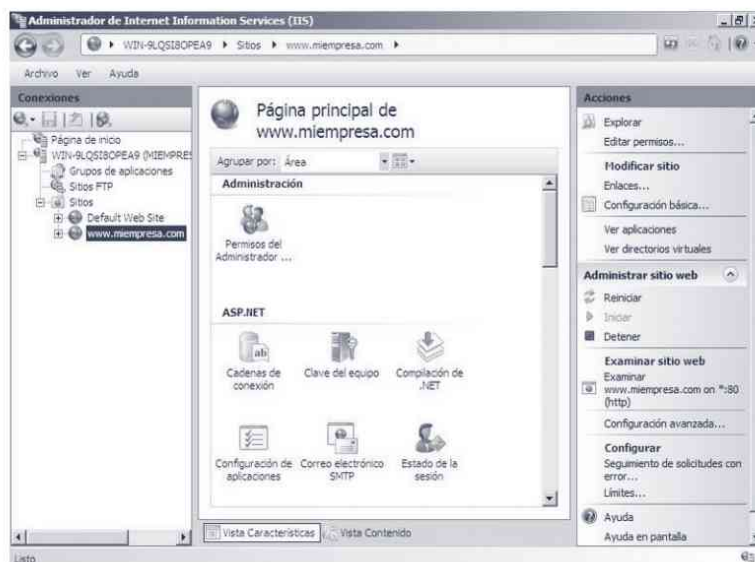 Administrador de Internet Information Services (IIS)
WIN-9LQSI8OPEA9 Sitios www.miempresa.com
Archivo Ver Ayuda
Conexiones
Página de inicio
WIN-9LQSI8OPEA9 (MIEMPRES
Grupos de aplicaciones
Sitios FTP
Sitios
Default Web Site
www.miempresa.com
Página principal de
www.miempresa.com
Agrupar por: Área
Administración
Permisos del
Administrador ...
ASP.NET
Cadenas de
conexión
Clave del equipo
Compilación de
.NET
Configuración de
aplicaciones
Correo electrónico
SMTP
Estado de la
sesión
Vista Características Vista Contenido
Acciones
Explorar
Editar permisos...
Modificar sitio
Enlaces...
Configuración básica...
Ver aplicaciones
Ver directorios virtuales
Administrar sitio web
Reiniciar
Iniciar
Detener
Examinar sitio web
Examinar
www.miempresa.com on *:80
(http)
Configuración avanzada...
Configurar
Seguimiento de solicitudes con
error...
Límites...
Ayuda
Ayuda en pantalla
Listo